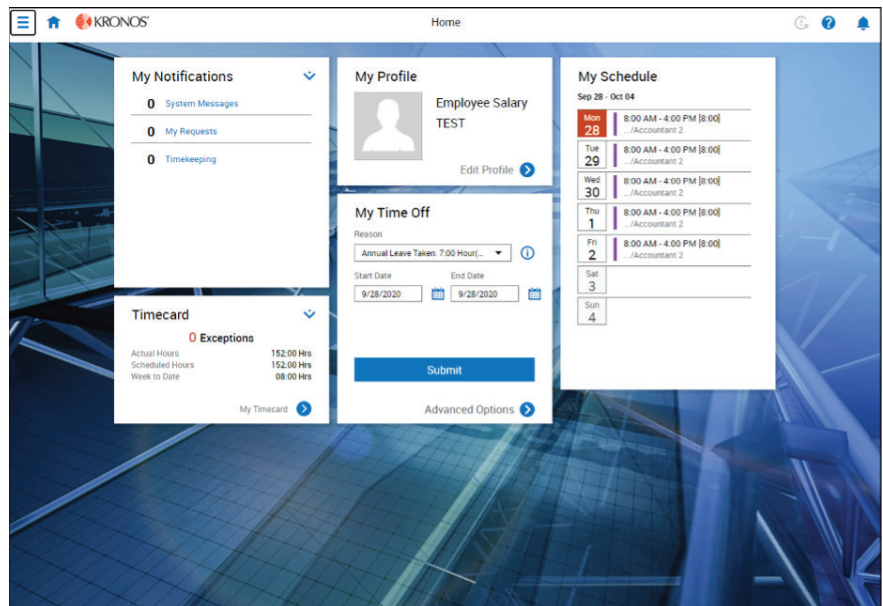 KRONOS
Home
My Notifications
0 System Messages
0 My Requests
0 Timekeeping
Timecard
0 Exceptions
Actual Hours 152:00 Hrs
Scheduled Hours 152:00 Hrs
Week to Date 08:00 Hrs
My Timecard
My Profile
Employee Salary
TEST
Edit Profile
My Time Off
Reason
Annual Leave Taken: 7:00 Hour(...
Start Date End Date
9/28/2020 9/28/2020
Submit
Advanced Options
My Schedule
Sep 28 - Oct 04
Mon 8:00 AM - 4:00 PM [8:00]
28 .../Accountant 2
Tue 8:00 AM - 4:00 PM [8:00]
29 .../Accountant 2
Wed 8:00 AM - 4:00 PM [8:00]
30 .../Accountant 2
Thu 8:00 AM - 4:00 PM [8:00]
1 .../Accountant 2
Fri 8:00 AM - 4:00 PM [8:00]
2 .../Accountant 2
Sat
3
Sun
4